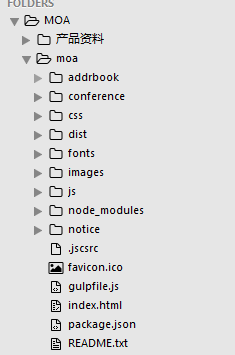 FOLDERS
MOA
产品资料
moa
addrbook
conference
css
dist
fonts
images
js
node_modules
notice
.jscsrc
favicon.ico
gulpfile.js
index.html
package.json
README.txt